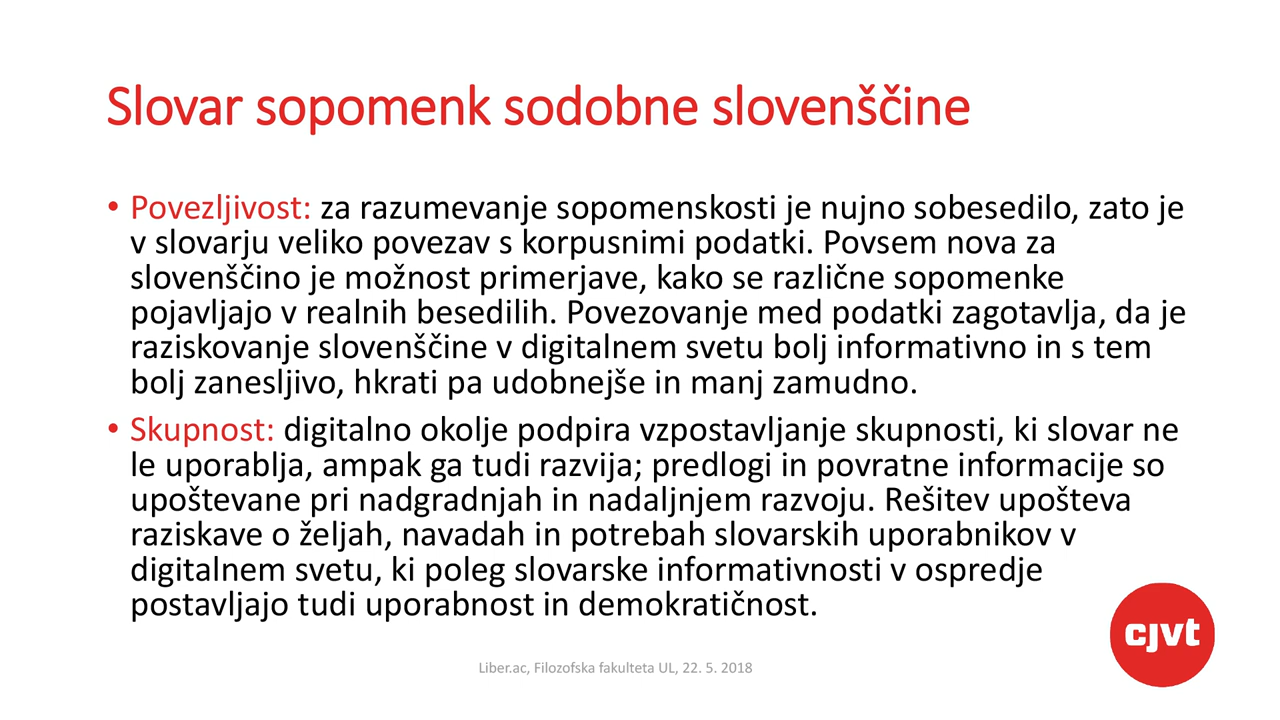 Slovar sopomenk sodobne slovenščine
• Povezljivost: za razumevanje sopomenskosti je nujno sobesedilo, zato je
v slovarju veliko povezav s korpusnimi podatki. Povsem nova za
slovenščino je možnost primerjave, kako se različne sopomenke
pojavljajo v realnih besedilih. Povezovanje med podatki zagotavlja, da je
raziskovanje slovenščine v digitalnem svetu bolj informativno in s tem
bolj zanesljivo, hkrati pa udobnejše in manj zamudno.
• Skupnost: digitalno okolje podpira vzpostavljanje skupnosti, ki slovar ne
le uporablja, ampak ga tudi razvija; predlogi in povratne informacije so
upoštevane pri nadgradnjah in nadaljnjem razvoju. Rešitev upošteva
raziskave o željah, navadah in potrebah slovarskih uporabnikov v
digitalnem svetu, ki poleg slovarske informativnosti v ospredje
postavljajo tudi uporabnost in demokratičnost.
cjvt
Liber.ac, Filozofska fakulteta UL, 22. 5. 2018